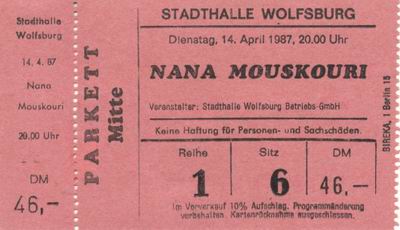 Stadthalle
Wolfsburg
14. 4. 87
Nana
Mouskouri
20.00 Uhr
DM
46,—
PARKETT
Mitte
STADTHALLE WOLFSBURG
Dienstag, 14. April 1987, 20.00 Uhr
NANA MOUSKOURI
Veranstalter: Stadthalle Wolfsburg Betriebs-GmbH
Keine Haftung für Personen- und Sachschäden.
Reihe Sitz DM
1 6 46,—
Im Vorverkauf 10% Aufschlag. Programmänderung
vorbehalten. Kartenrücknahme ausgeschlossen.
BIREKA, 1 Berlin 15